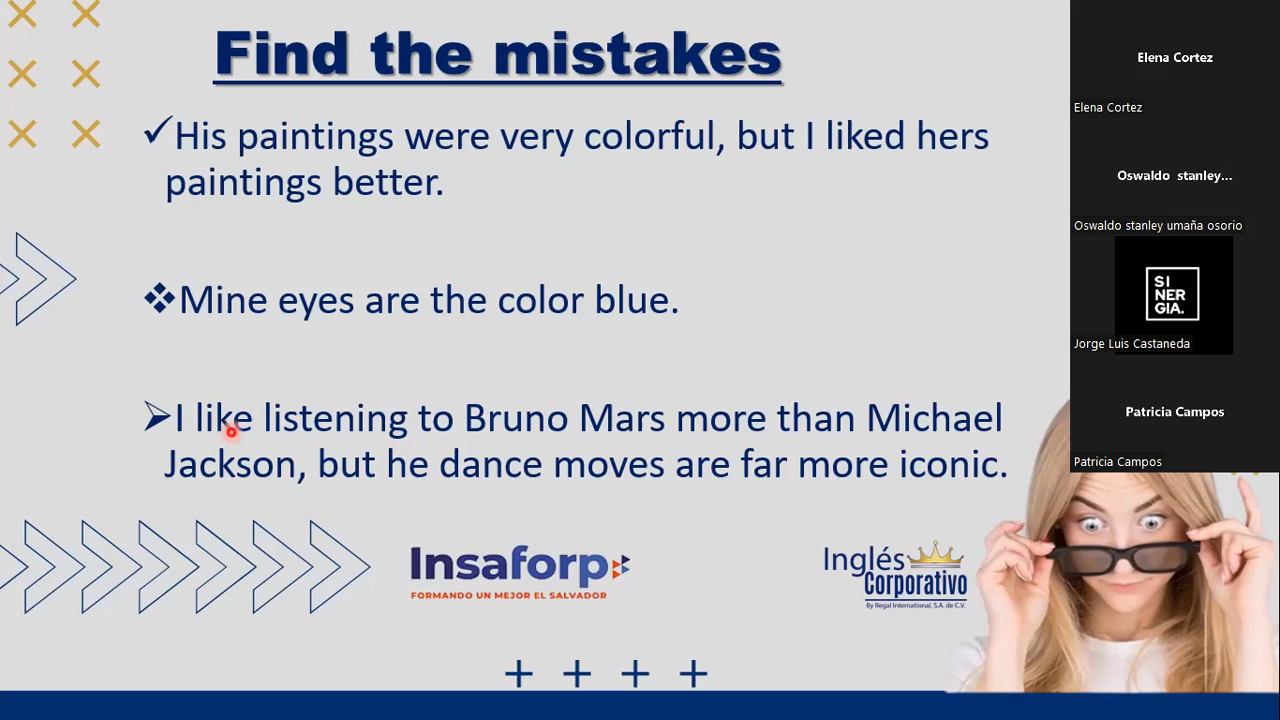 Find the mistakes
His paintings were very colorful, but I liked hers
paintings better.
Mine eyes are the color blue.
I like listening to Bruno Mars more than Michael
Jackson, but he dance moves are far more iconic.
Insaforp
FORMANDO UN MEJOR EL SALVADOR
Inglés
Corporativo
By Regal International, S.A. de C.V.
Elena Cortez
Elena Cortez
Oswaldo stanley...
Oswaldo stanley umaña osorio
SI
NER
GIA.
Jorge Luis Castaneda
Patricia Campos
Patricia Campos